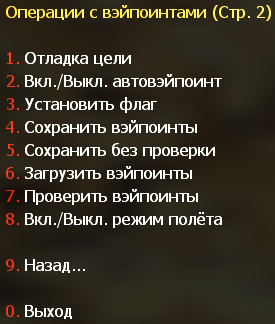 Операции с вэйпоинтами (Стр. 2)
1. Отладка цели
2. Вкл./Выкл. автовэйпоинт
3. Установить флаг
4. Сохранить вэйпоинты
5. Сохранить без проверки
6. Загрузить вэйпоинты
7. Проверить вэйпоинты
8. Вкл./Выкл. режим полёта
9. Назад...
0. Выход